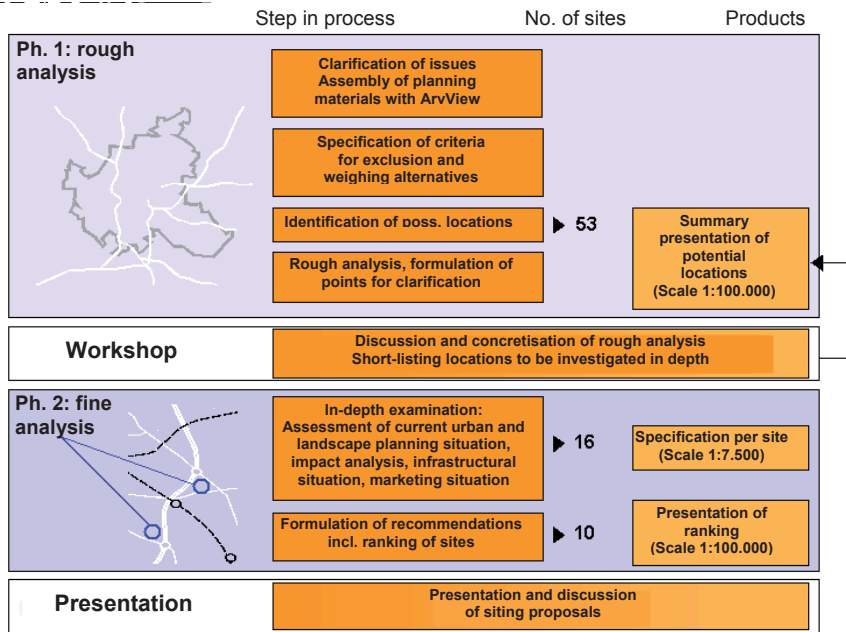 Step in process
No. of sites
Products
Ph. 1: rough
analysis
Clarification of issues
Assembly of planning
materials with ArvView
Specification of criteria
for exclusion and
weighing alternatives
Identification of poss. locations
53
Rough analysis, formulation of
points for clarification
Summary
presentation of
potential
locations
(Scale 1:100.000)
Workshop
Discussion and concretisation of rough analysis
Short-listing locations to be investigated in depth
Ph. 2: fine
analysis
In-depth examination:
Assessment of current urban and
landscape planning situation,
impact analysis, infrastructural
situation, marketing situation
16
Specification per site
(Scale 1:7.500)
Formulation of recommendations
incl. ranking of sites
10
Presentation of
ranking
(Scale 1:100.000)
Presentation
Presentation and discussion
of siting proposals